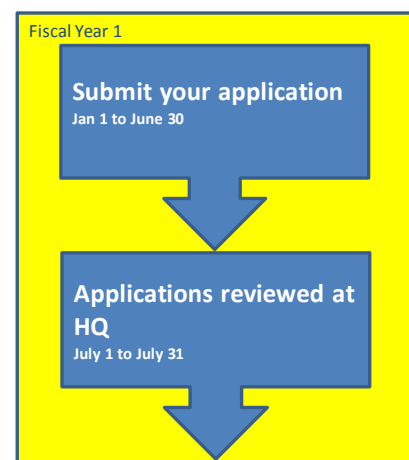 Fiscal Year 1
Submit your application
Jan 1 to June 30
Applications reviewed at
HQ
July 1 to July 31